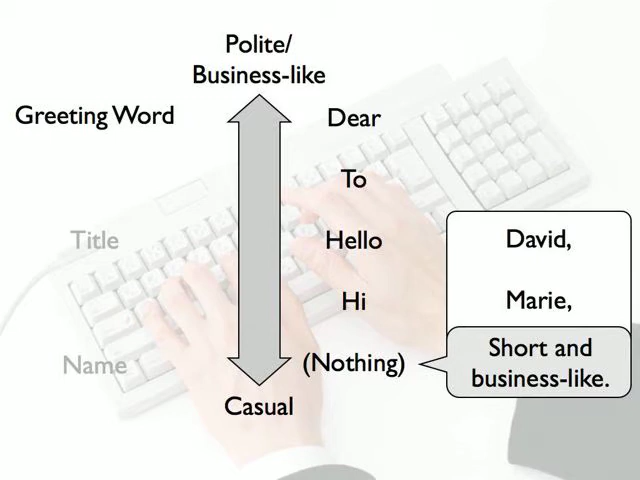 Polite/
Business-like
Greeting Word
Dear
To
Title
Hello
David,
Hi
Marie,
Name
(Nothing)
Short and
business-like.
Casual